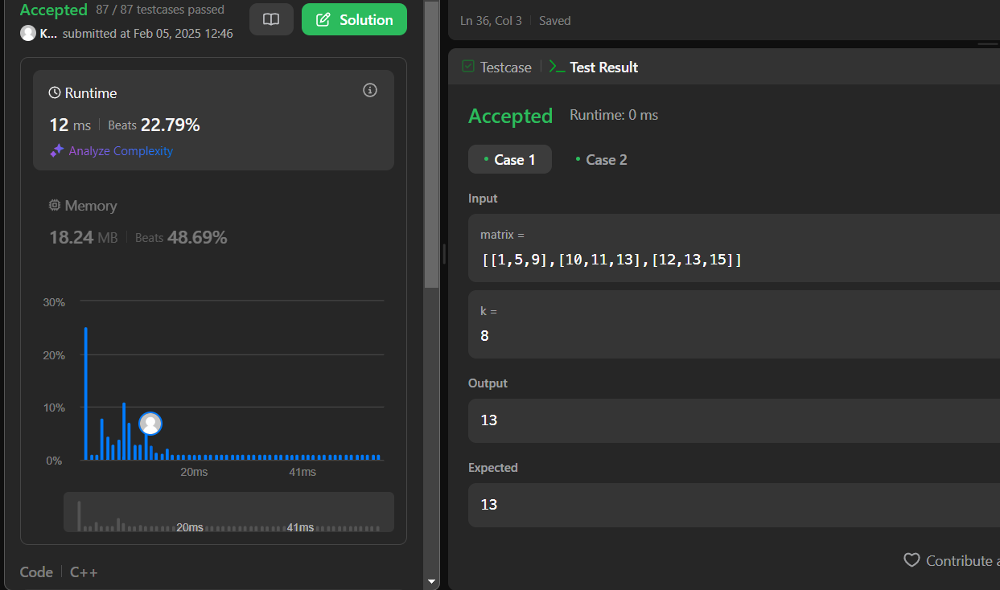 Accepted 87 / 87 testcases passed
K... submitted at Feb 05, 2025 12:46
Solution
Runtime
12 ms Beats 22.79%
Analyze Complexity
Memory
18.24 MB Beats 48.69%
30%
20%
10%
0%
20ms 41ms
20ms 41ms
Code C++
Ln 36, Col 3 Saved
Testcase Test Result
Accepted Runtime: 0 ms
Case 1 Case 2
Input
matrix =
[[1,5,9],[10,11,13],[12,13,15]]
k =
8
Output
13
Expected
13
Contribute a